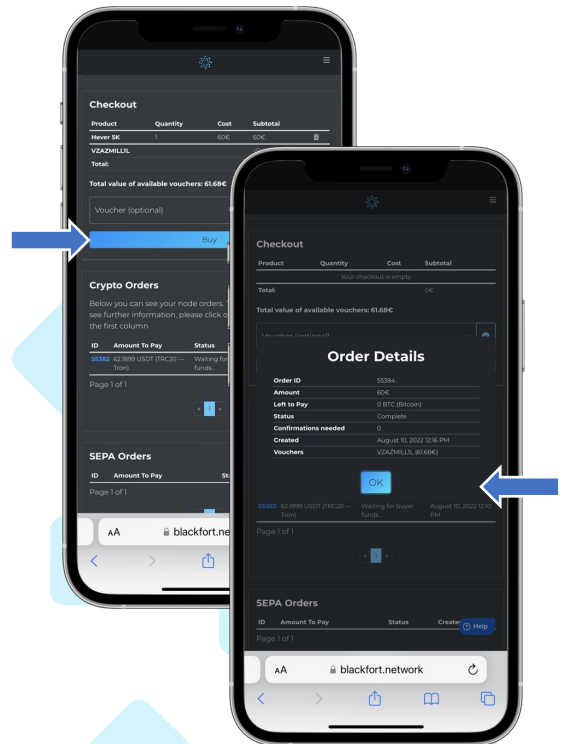 Checkout
Product Quantity Cost Subtotal
Hever 5K 1 60€ 60€
VZAZMILL1L
Total:
Total value of available vouchers: 61.68€
Voucher (optional)
Buy
Crypto Orders
Below you can see your node orders.
see further information, please click o
the first column
ID Amount To Pay Status
55382 62.1899 USDT (TRC20 — Tron) Waiting for funds...
Page 1 of 1
« 1 »
SEPA Orders
ID Amount To Pay St
Page 1 of 1
AA blackfort.ne
Checkout
Product Quantity Cost Subtotal
Your checkout is empty
Total: 0€
Total value of available vouchers: 61.68€
Voucher (optional)
Order Details
Order ID 55384
Amount 60€
Left to Pay 0 BTC (Bitcoin)
Status Complete
Confirmations needed 0
Created August 10, 2022 12:16 PM
Vouchers VZAZMILL1L (61.68€)
OK
55382 62.1899 USDT (TRC20 — Tron) Waiting for buyer funds... August 10, 2022 12:10 PM
Page 1 of 1
« 1 »
SEPA Orders
ID Amount To Pay Status Create
Help
Page 1 of 1
AA blackfort.network